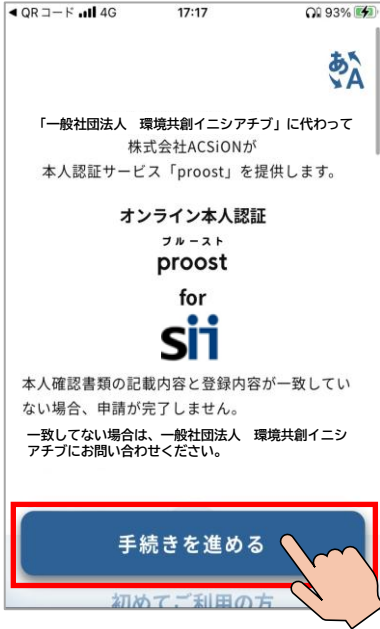 ◀ QRコード 4G 17:17 93%
あA
「一般社団法人　環境共創イニシアチブ」に代わって
株式会社ACSiONが
本人認証サービス「proost」を提供します。
オンライン本人認証
プルースト
proost
for
sii
本人確認書類の記載内容と登録内容が一致してい
ない場合、申請が完了しません。
一致してない場合は、一般社団法人　環境共創イニシ
アチブにお問い合わせください。
手続きを進める
初めてご利用の方